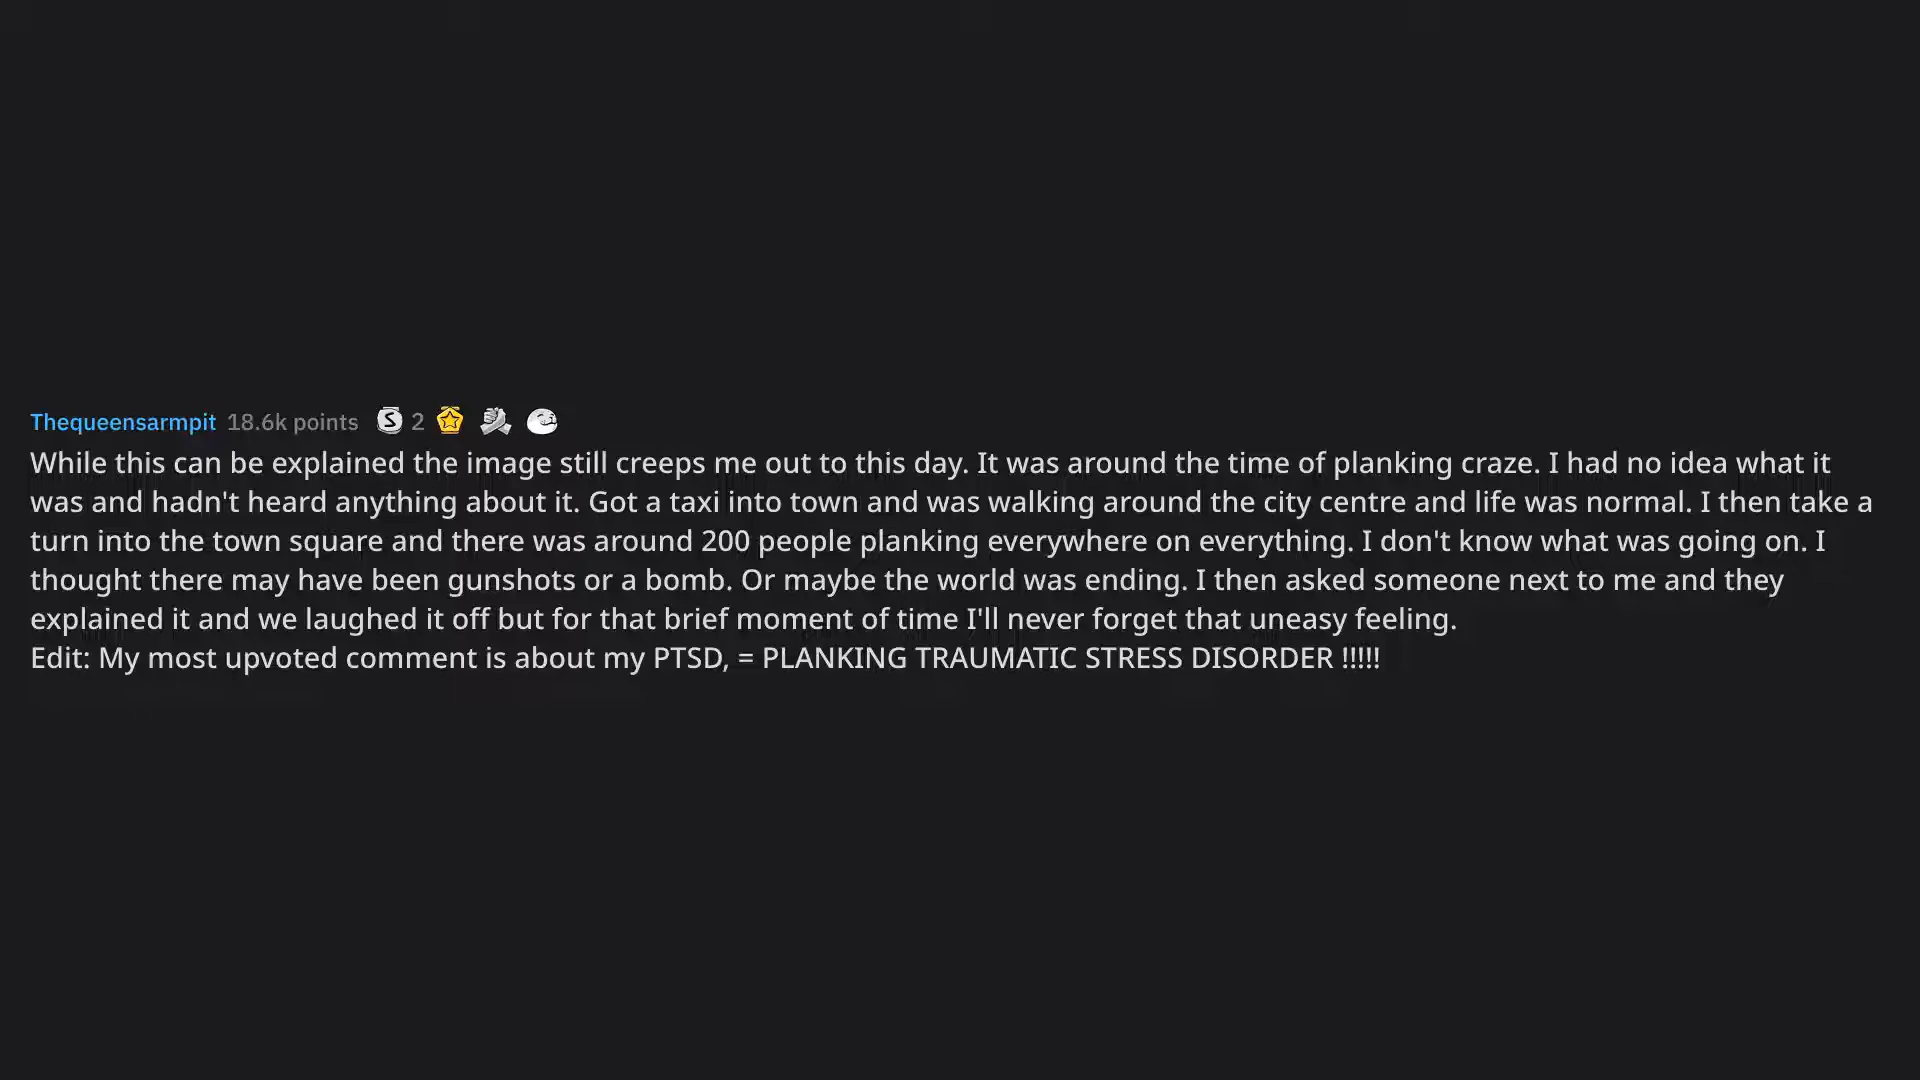 Thequeensarmpit 18.6k points S 2
While this can be explained the image still creeps me out to this day. It was around the time of planking craze. I had no idea what it
was and hadn't heard anything about it. Got a taxi into town and was walking around the city centre and life was normal. I then take a
turn into the town square and there was around 200 people planking everywhere on everything. I don't know what was going on. I
thought there may have been gunshots or a bomb. Or maybe the world was ending. I then asked someone next to me and they
explained it and we laughed it off but for that brief moment of time I'll never forget that uneasy feeling.
Edit: My most upvoted comment is about my PTSD, = PLANKING TRAUMATIC STRESS DISORDER !!!!!